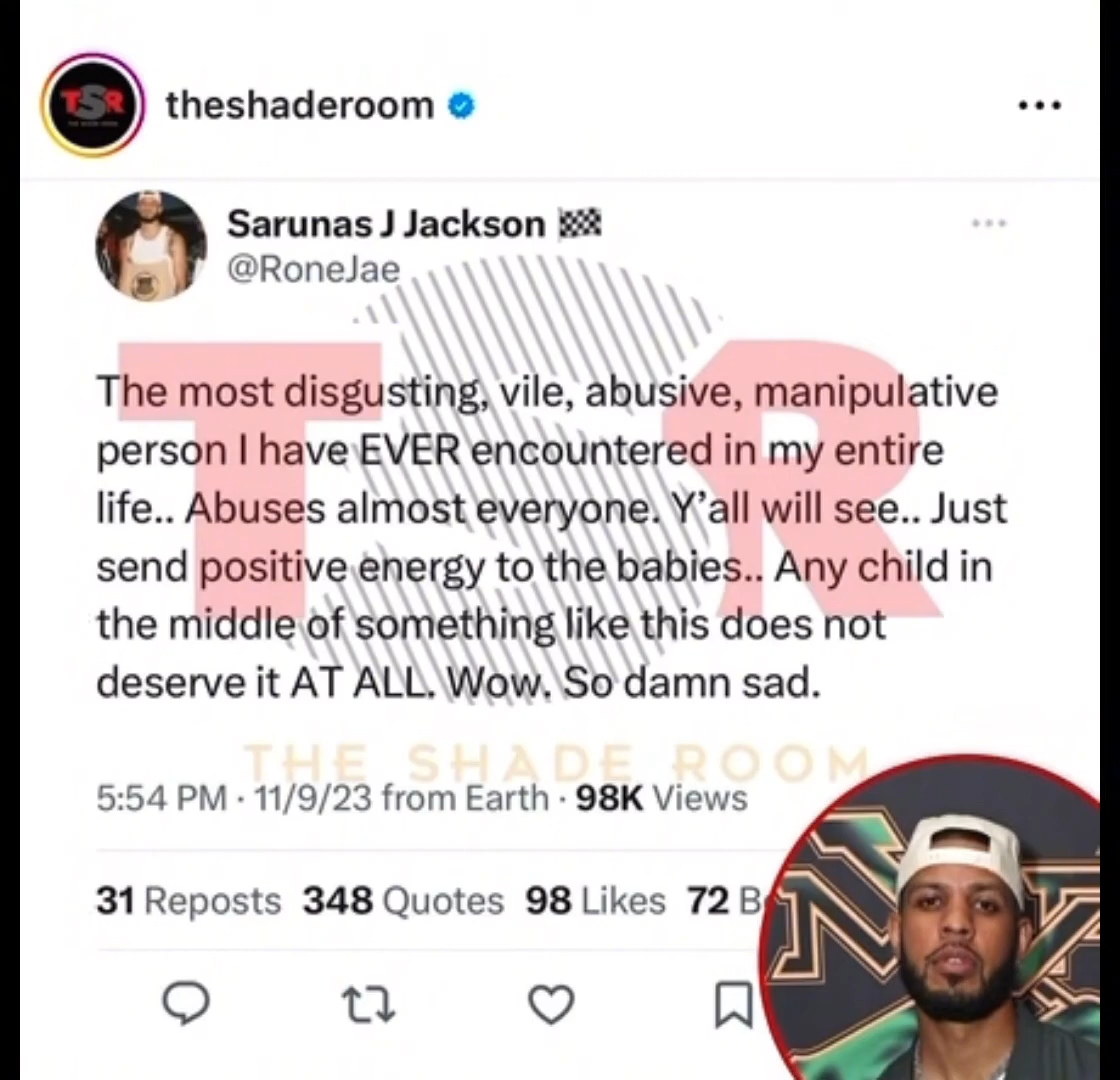 TSR
theshaderoom
Sarunas J Jackson
@RoneJae
TSR
The most disgusting, vile, abusive, manipulative
person I have EVER encountered in my entire
life.. Abuses almost everyone. Y’all will see.. Just
send positive energy to the babies.. Any child in
the middle of something like this does not
deserve it AT ALL. Wow. So damn sad.
THE SHADE ROOM
5:54 PM · 11/9/23 from Earth · 98K Views
31 Reposts 348 Quotes 98 Likes 72 B